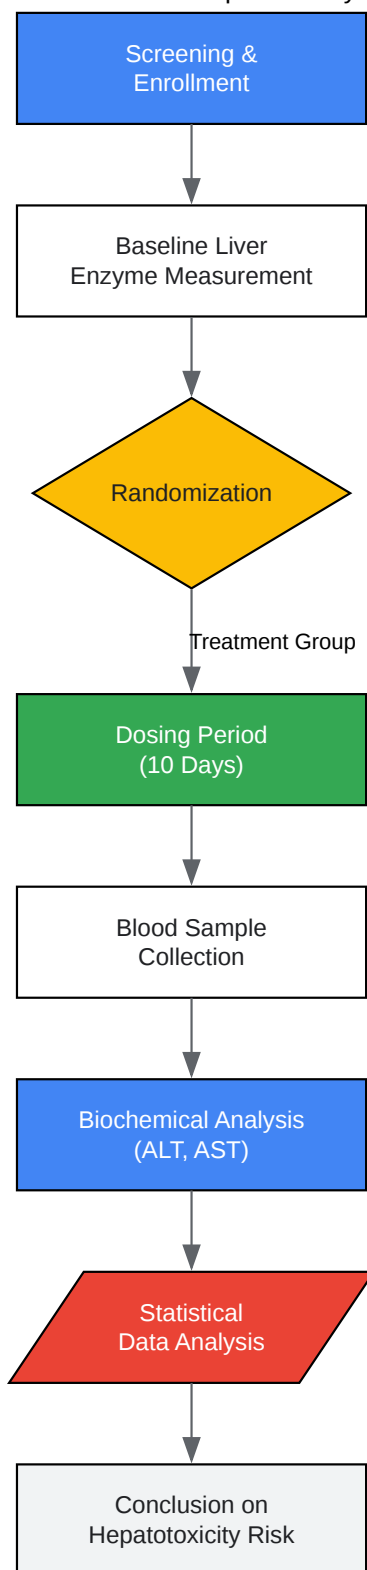 Screening &
Enrollment
Baseline Liver
Enzyme Measurement
Randomization
Treatment Group
Dosing Period
(10 Days)
Blood Sample
Collection
Biochemical Analysis
(ALT, AST)
Statistical
Data Analysis
Conclusion on
Hepatotoxicity Risk